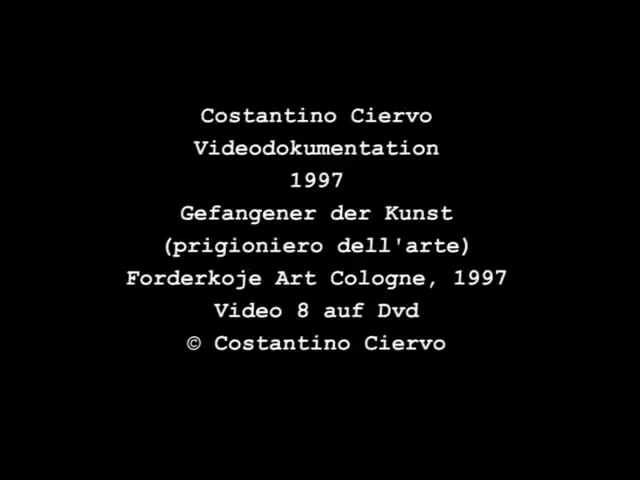 Costantino Ciervo
Videodokumentation
1997
Gefangener der Kunst
(prigioniero dell'arte)
Forderkoje Art Cologne, 1997
Video 8 auf Dvd
© Costantino Ciervo